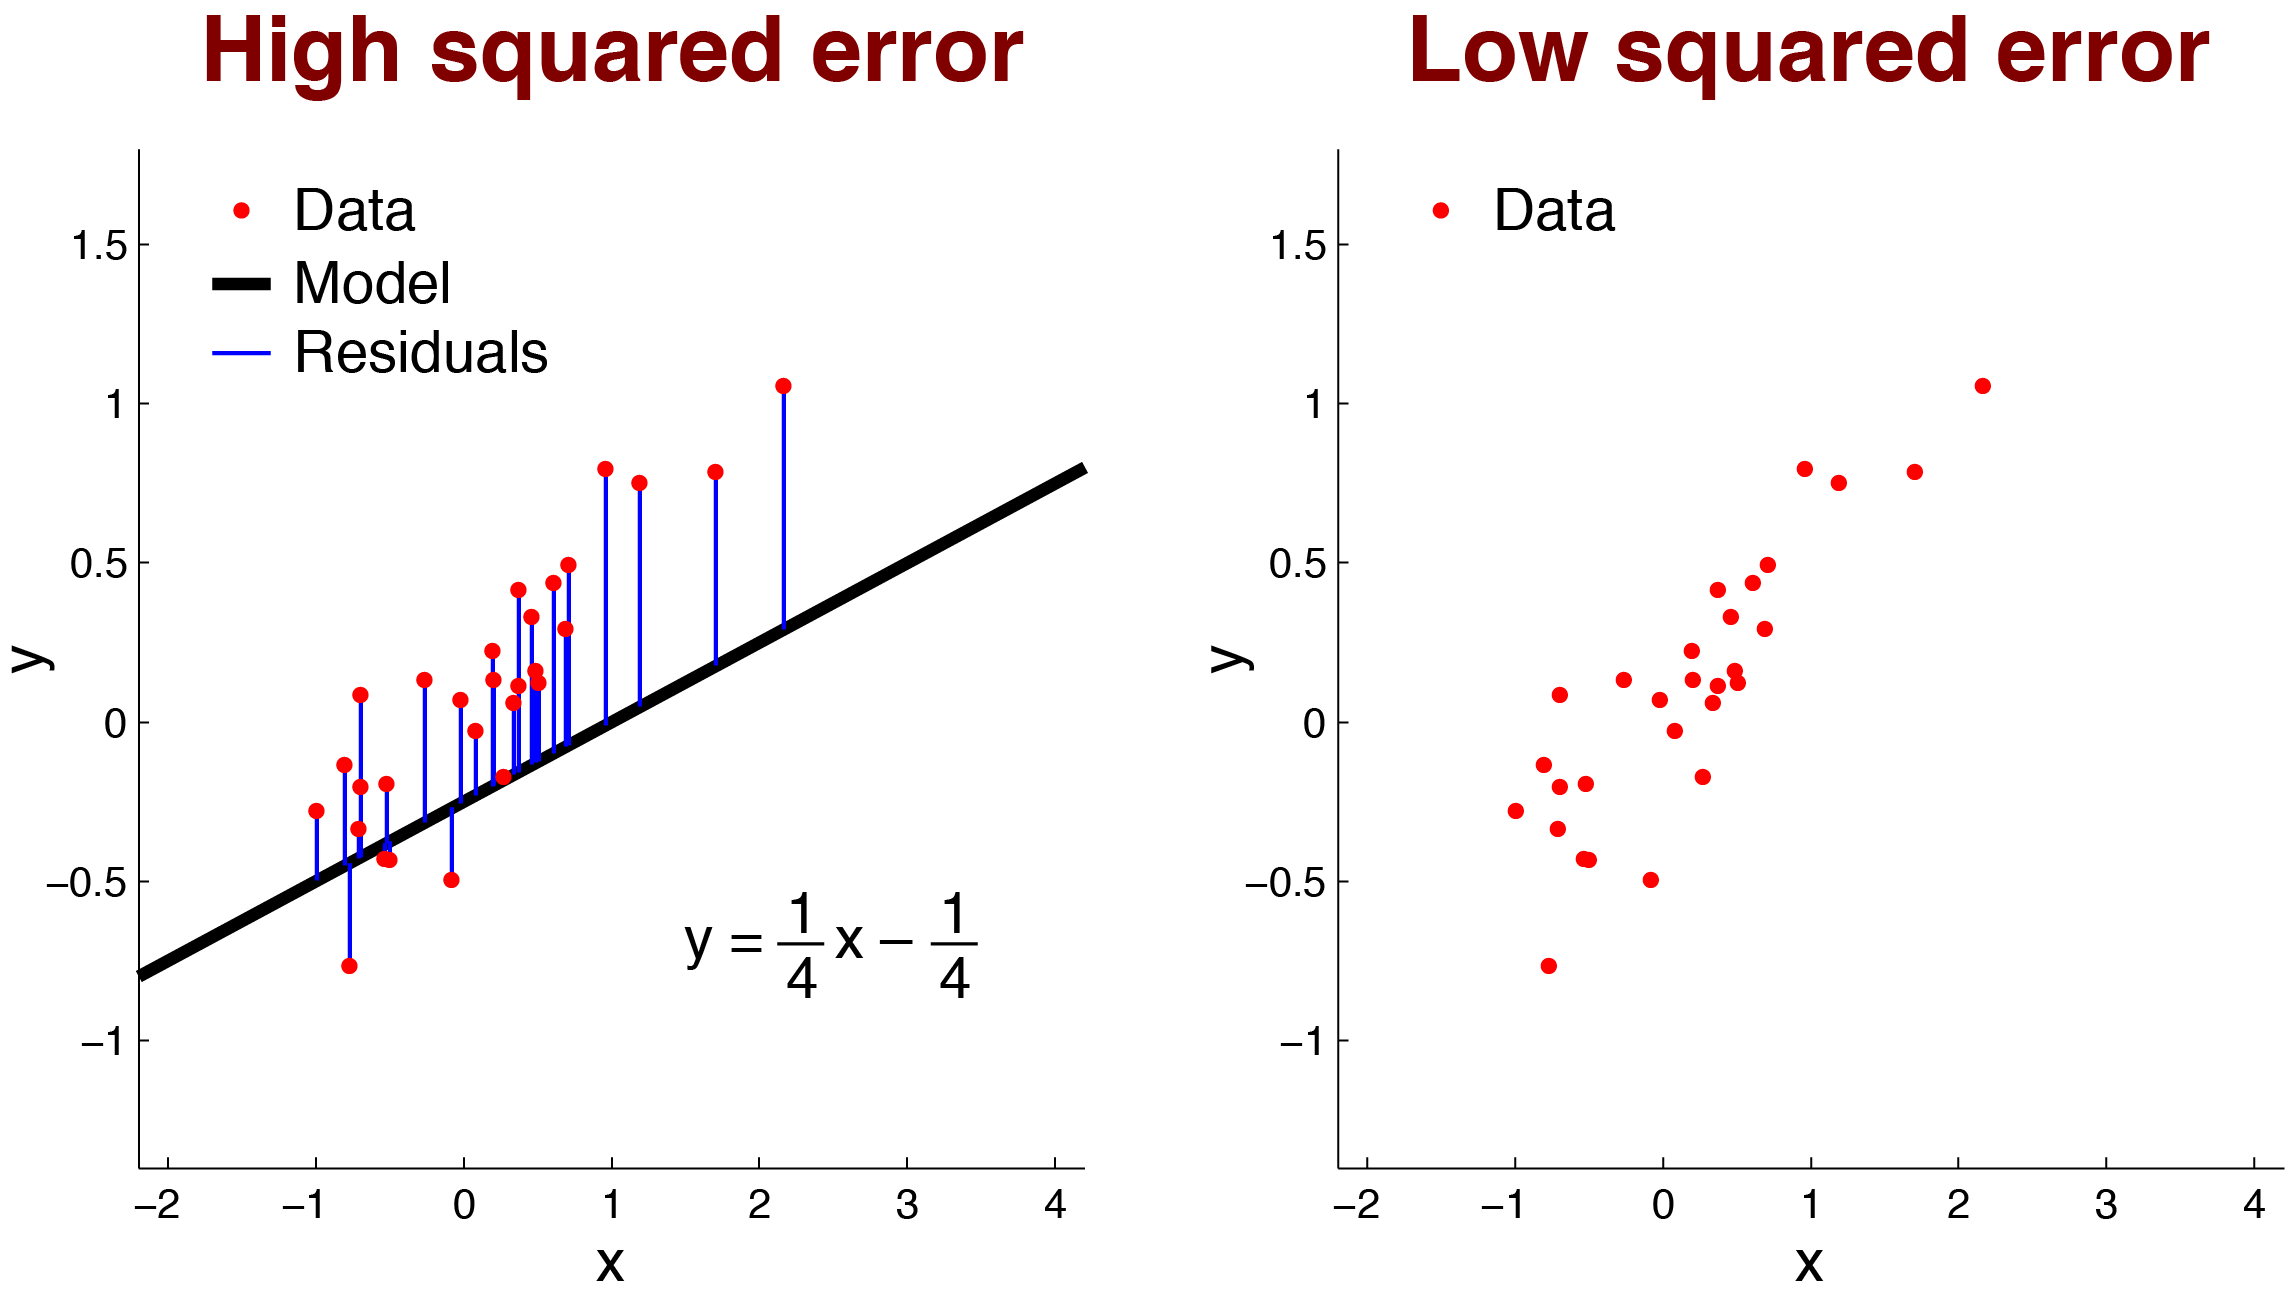 High squared error
Data
Model
Residuals
1.5
1
0.5
0
−0.5
−1
y
y = 1/4 x − 1/4
−2 −1 0 1 2 3 4
x
Low squared error
Data
1.5
1
0.5
0
−0.5
−1
y
−2 −1 0 1 2 3 4
x